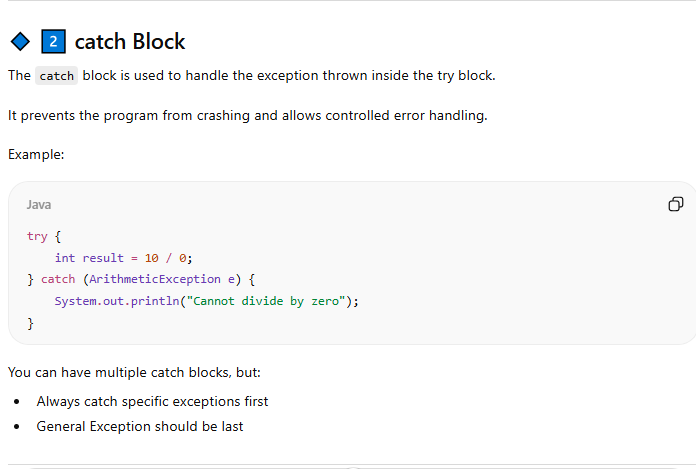 2 catch Block
The catch block is used to handle the exception thrown inside the try block.
It prevents the program from crashing and allows controlled error handling.
Example:
Java
try {
    int result = 10 / 0;
} catch (ArithmeticException e) {
    System.out.println("Cannot divide by zero");
}
You can have multiple catch blocks, but:
• Always catch specific exceptions first
• General Exception should be last